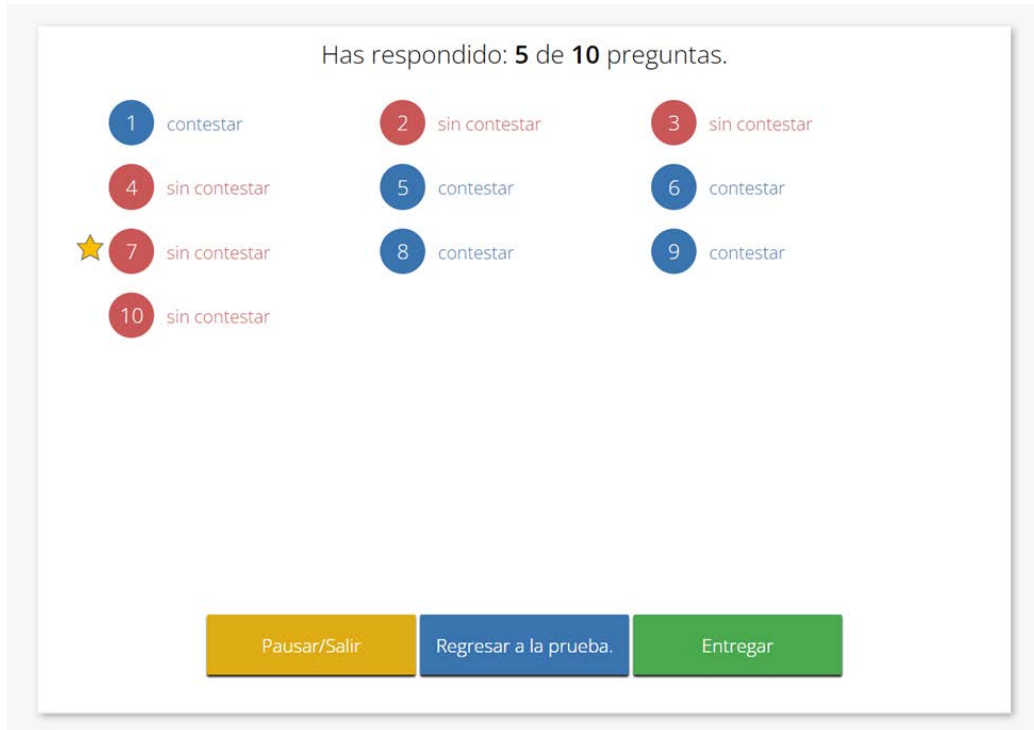 Has respondido: 5 de 10 preguntas.
1 contestar 2 sin contestar 3 sin contestar
4 sin contestar 5 contestar 6 contestar
7 sin contestar 8 contestar 9 contestar
10 sin contestar
Pausar/Salir Regresar a la prueba. Entregar